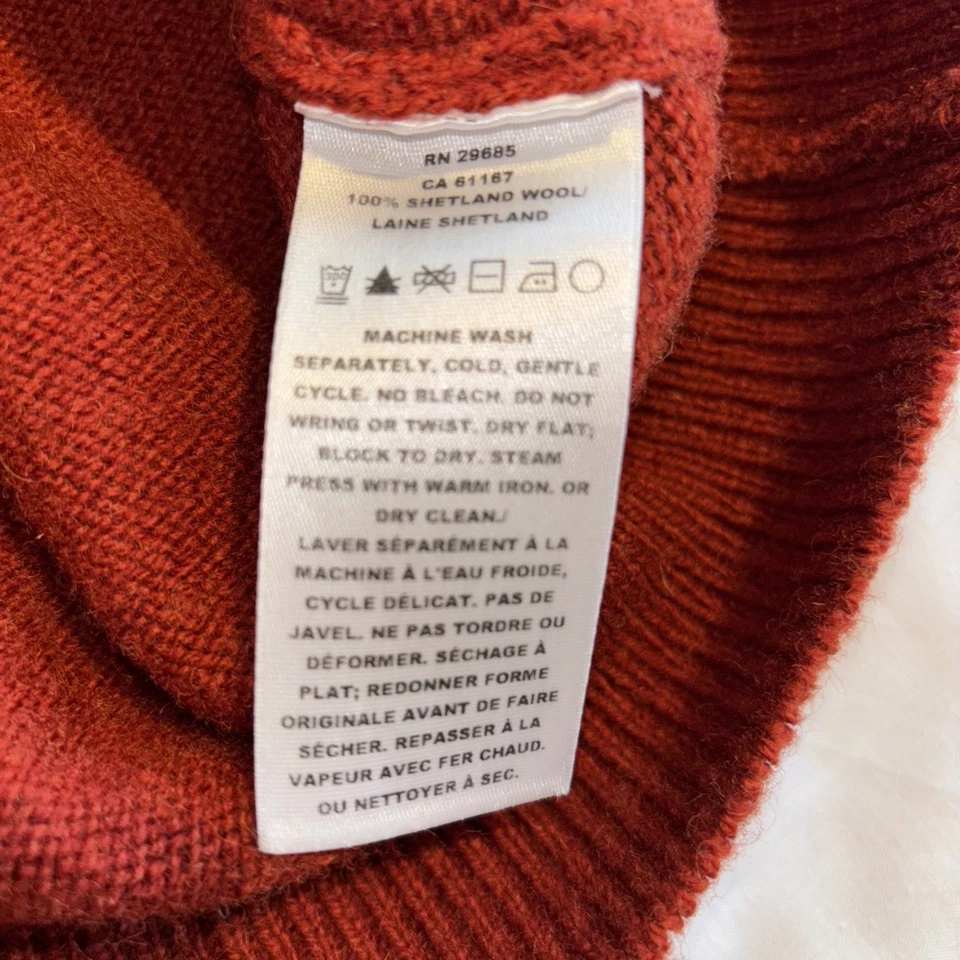 RN 29685
CA 61167
100% SHETLAND WOOL/
LAINE SHETLAND
30C
MACHINE WASH
SEPARATELY, COLD, GENTLE
CYCLE. NO BLEACH. DO NOT
WRING OR TWIST. DRY FLAT;
BLOCK TO DRY. STEAM
PRESS WITH WARM IRON. OR
DRY CLEAN./
LAVER SÉPARÉMENT À LA
MACHINE À L'EAU FROIDE,
CYCLE DÉLICAT. PAS DE
JAVEL. NE PAS TORDRE OU
DÉFORMER. SÉCHAGE À
PLAT; REDONNER FORME
ORIGINALE AVANT DE FAIRE
SÉCHER. REPASSER À LA
VAPEUR AVEC FER CHAUD.
OU NETTOYER À SEC.